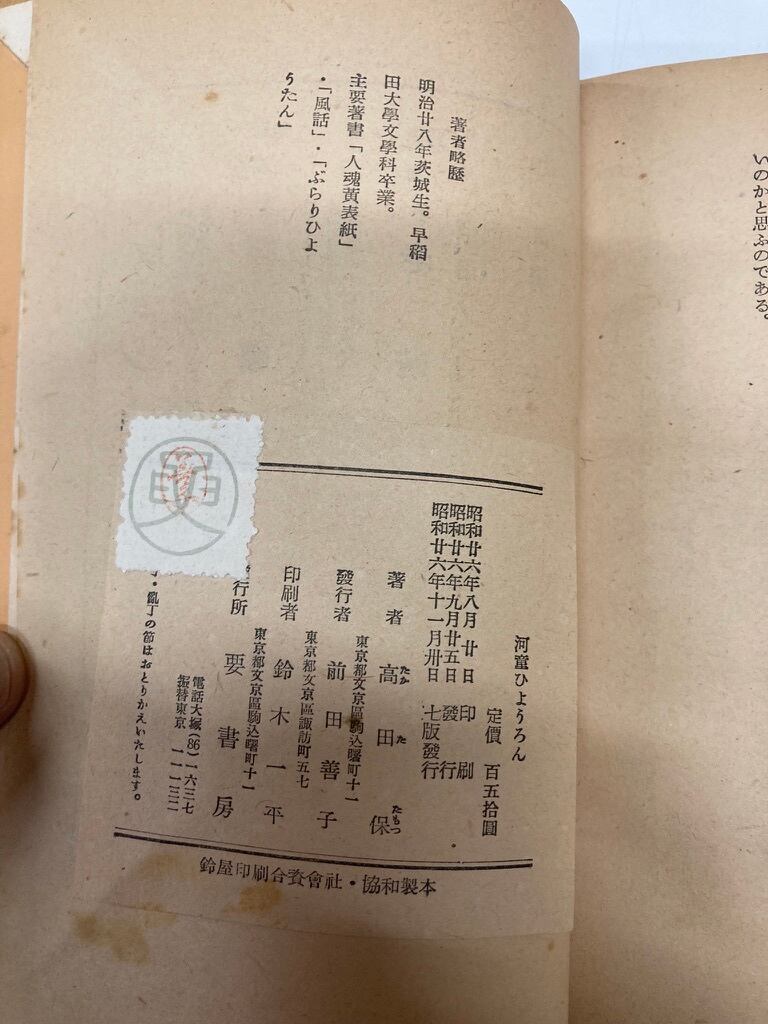 いのかと思ふのである。
著者略歷
明治廿八年茨城生。早稻
田大學文學科卒業。
主要著書「人魂黄表紙」
・「風話」・「ぶらりひよ
うたん」
河童ひようろん
定價 百五拾圓
昭和廿六年八月 廿日 印刷
昭和廿六年九月廿五日 發行
昭和廿六年十一月卅日 七版發行
著者 高田保
たか た たもつ
東京都文京區駒込曙町十一
發行者 前田善子
東京都文京區諏訪町五七
印刷者 鈴木一平
東京都文京區駒込曙町十一
行所 要書房
電話大塚(86)一六三七
振替東京 一一一三二
・亂丁の節はおとりかえいたします。
鈴屋印刷合資會社・協和製本